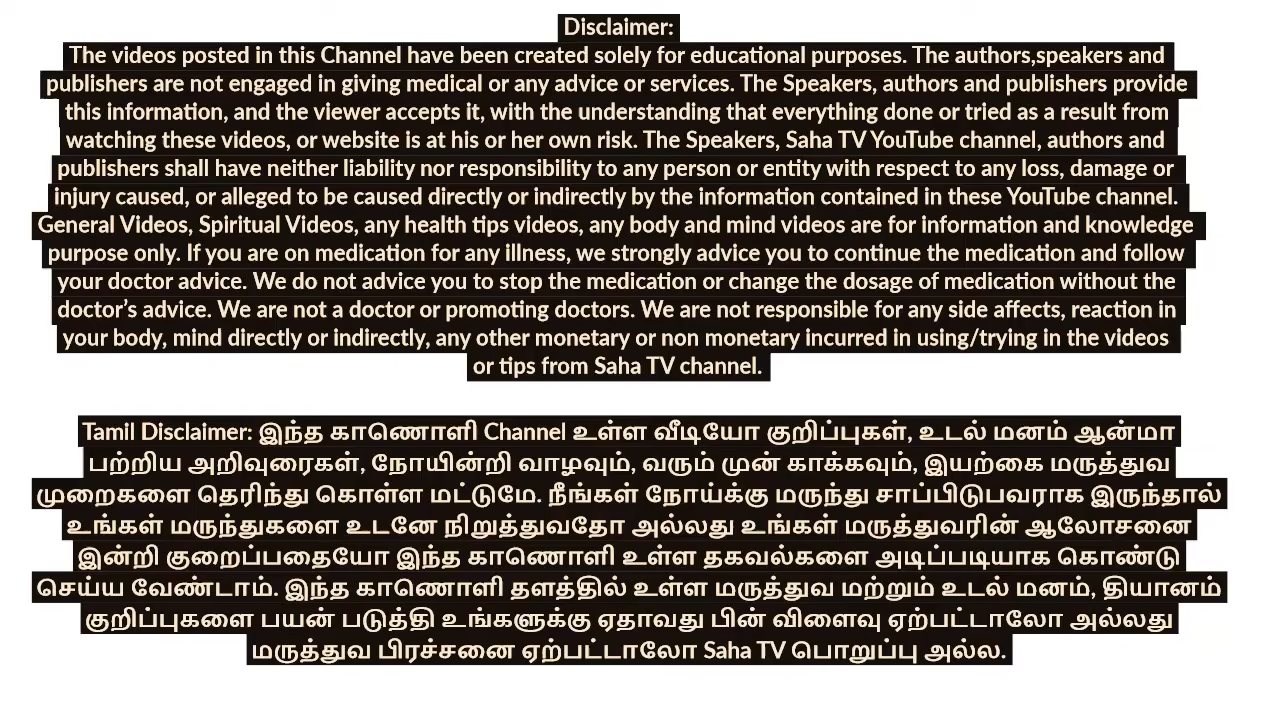 Disclaimer:
The videos posted in this Channel have been created solely for educational purposes. The authors,speakers and
publishers are not engaged in giving medical or any advice or services. The Speakers, authors and publishers provide
this information, and the viewer accepts it, with the understanding that everything done or tried as a result from
watching these videos, or website is at his or her own risk. The Speakers, Saha TV YouTube channel, authors and
publishers shall have neither liability nor responsibility to any person or entity with respect to any loss, damage or
injury caused, or alleged to be caused directly or indirectly by the information contained in these YouTube channel.
General Videos, Spiritual Videos, any health tips videos, any body and mind videos are for information and knowledge
purpose only. If you are on medication for any illness, we strongly advice you to continue the medication and follow
your doctor advice. We do not advice you to stop the medication or change the dosage of medication without the
doctor’s advice. We are not a doctor or promoting doctors. We are not responsible for any side affects, reaction in
your body, mind directly or indirectly, any other monetary or non monetary incurred in using/trying in the videos
or tips from Saha TV channel.
Tamil Disclaimer: இந்த காணொளி Channel உள்ள வீடியோ குறிப்புகள், உடல் மனம் ஆன்மா
பற்றிய அறிவுரைகள், நோயின்றி வாழவும், வரும் முன் காக்கவும், இயற்கை மருத்துவ
முறைகளை தெரிந்து கொள்ள மட்டுமே. நீங்கள் நோய்க்கு மருந்து சாப்பிடுபவராக இருந்தால்
உங்கள் மருந்துகளை உடனே நிறுத்துவதோ அல்லது உங்கள் மருத்துவரின் ஆலோசனை
இன்றி குறைப்பதையோ இந்த காணொளி உள்ள தகவல்களை அடிப்படியாக கொண்டு
செய்ய வேண்டாம். இந்த காணொளி தளத்தில் உள்ள மருத்துவ மற்றும் உடல் மனம், தியானம்
குறிப்புகளை பயன் படுத்தி உங்களுக்கு ஏதாவது பின் விளைவு ஏற்பட்டாலோ அல்லது
மருத்துவ பிரச்சனை ஏற்பட்டாலோ Saha TV பொறுப்பு அல்ல.